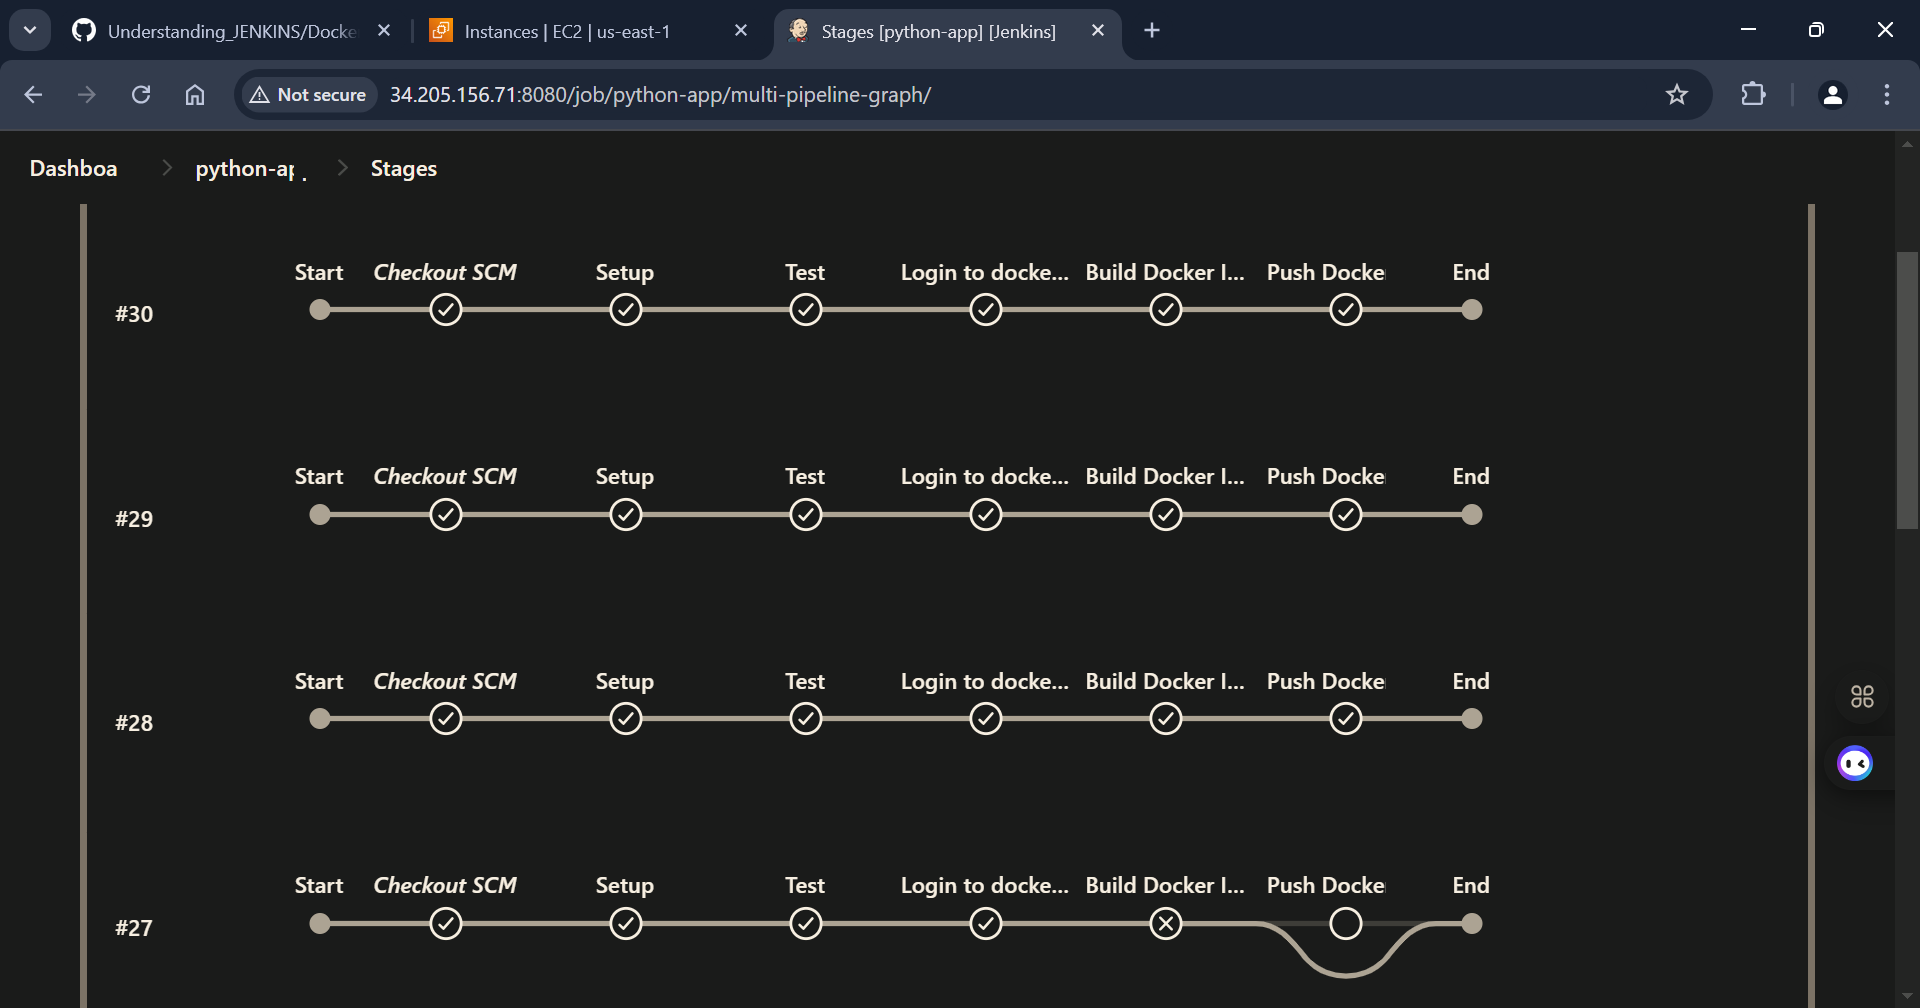 Understanding_JENKINS/Docke
Instances | EC2 | us-east-1
Stages [python-app] [Jenkins]
Not secure
34.205.156.71:8080/job/python-app/multi-pipeline-graph/
Dashboa
python-ap
Stages
Start Checkout SCM Setup Test Login to docke... Build Docker I... Push Docke End
#30
Start Checkout SCM Setup Test Login to docke... Build Docker I... Push Docke End
#29
Start Checkout SCM Setup Test Login to docke... Build Docker I... Push Docke End
#28
Start Checkout SCM Setup Test Login to docke... Build Docker I... Push Docke End
#27